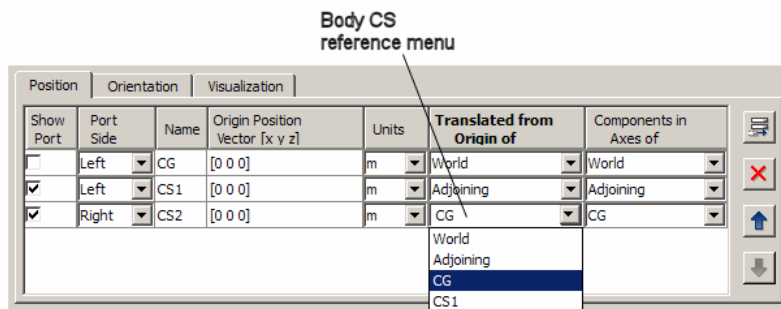 Body CS
reference menu
Position Orientation Visualization
Show Port Name Origin Position Units Translated from Components in
Port Side Vector [x y z] Origin of Axes of
Left CG [0 0 0] m World World
Left CS1 [0 0 0] m Adjoining Adjoining
Right CS2 [0 0 0] m CG CG
World
Adjoining
CG
CS1